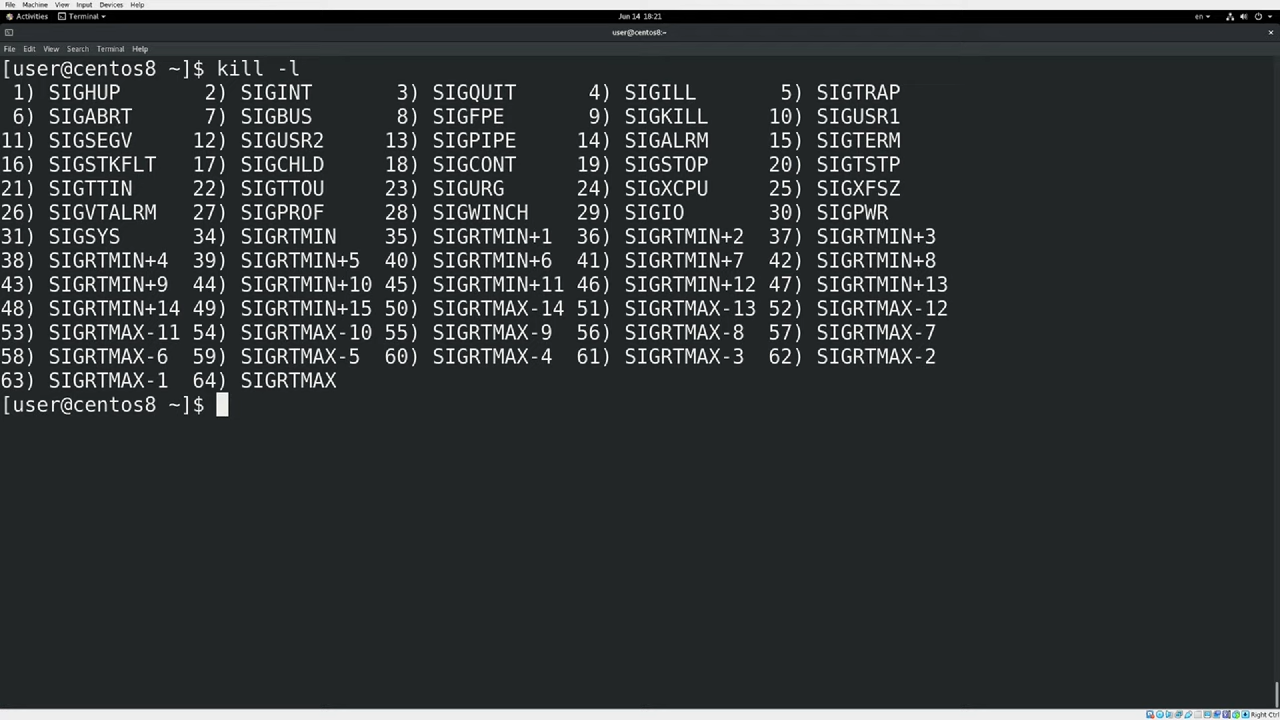 File Machine View Input Devices Help
Activities Terminal Jun 14 18:21 en
user@centos8:~
File Edit View Search Terminal Help
[user@centos8 ~]$ kill -l
1) SIGHUP 2) SIGINT 3) SIGQUIT 4) SIGILL 5) SIGTRAP
6) SIGABRT 7) SIGBUS 8) SIGFPE 9) SIGKILL 10) SIGUSR1
11) SIGSEGV 12) SIGUSR2 13) SIGPIPE 14) SIGALRM 15) SIGTERM
16) SIGSTKFLT 17) SIGCHLD 18) SIGCONT 19) SIGSTOP 20) SIGTSTP
21) SIGTTIN 22) SIGTTOU 23) SIGURG 24) SIGXCPU 25) SIGXFSZ
26) SIGVTALRM 27) SIGPROF 28) SIGWINCH 29) SIGIO 30) SIGPWR
31) SIGSYS 34) SIGRTMIN 35) SIGRTMIN+1 36) SIGRTMIN+2 37) SIGRTMIN+3
38) SIGRTMIN+4 39) SIGRTMIN+5 40) SIGRTMIN+6 41) SIGRTMIN+7 42) SIGRTMIN+8
43) SIGRTMIN+9 44) SIGRTMIN+10 45) SIGRTMIN+11 46) SIGRTMIN+12 47) SIGRTMIN+13
48) SIGRTMIN+14 49) SIGRTMIN+15 50) SIGRTMAX-14 51) SIGRTMAX-13 52) SIGRTMAX-12
53) SIGRTMAX-11 54) SIGRTMAX-10 55) SIGRTMAX-9 56) SIGRTMAX-8 57) SIGRTMAX-7
58) SIGRTMAX-6 59) SIGRTMAX-5 60) SIGRTMAX-4 61) SIGRTMAX-3 62) SIGRTMAX-2
63) SIGRTMAX-1 64) SIGRTMAX
[user@centos8 ~]$
Right Ctrl